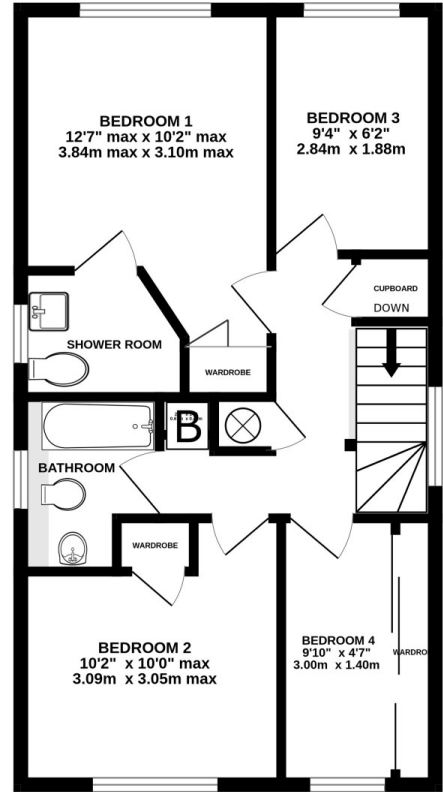 BEDROOM 1
12'7" max x 10'2" max
3.84m max x 3.10m max
BEDROOM 3
9'4" x 6'2"
2.84m x 1.88m
CUPBOARD
DOWN
SHOWER ROOM
WARDROBE
B
BATHROOM
WARDROBE
BEDROOM 2
10'2" x 10'0" max
3.09m x 3.05m max
BEDROOM 4
9'10" x 4'7"
3.00m x 1.40m
WARDRO